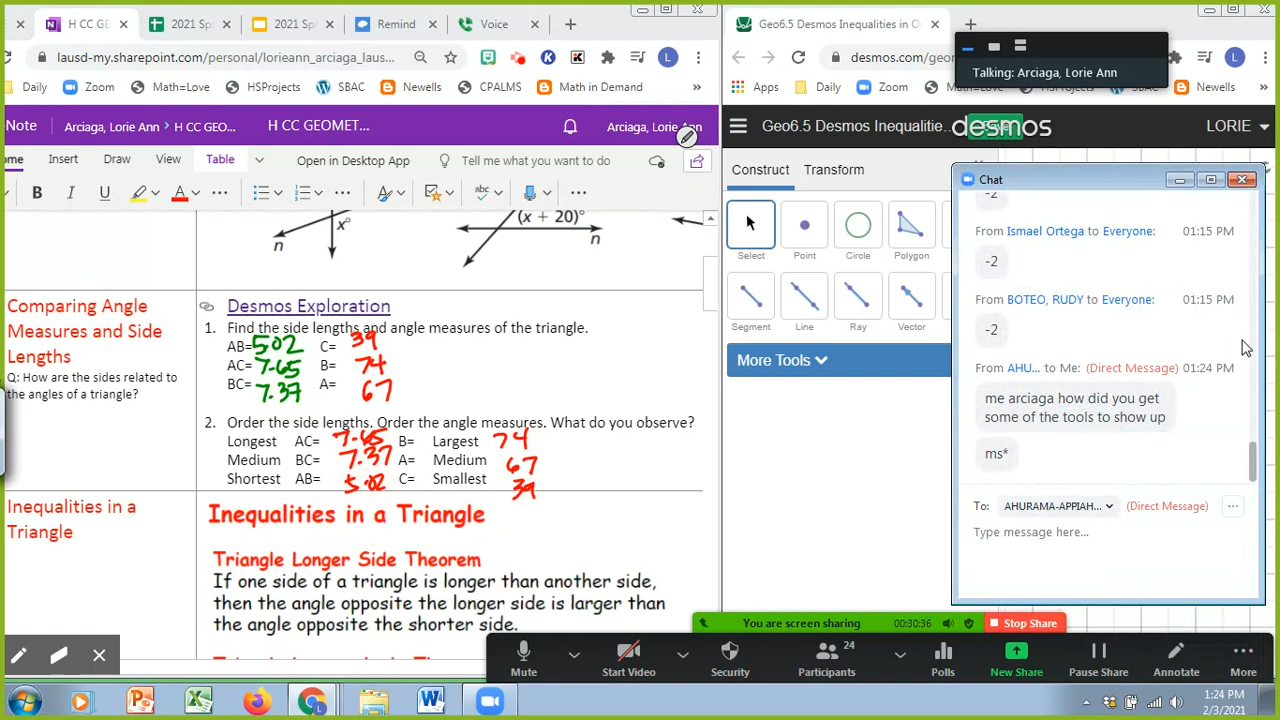 H CC GEO
2021 Sp
2021 Sp
Remind
Voice
Geo6.5 Desmos Inequalities in O
lausd-my.sharepoint.com/personal/lorieann_arciaga_laus...
L
desmos.com/geor
L
Talking: Arciaga, Lorie Ann
Daily
Zoom
Math=Love
HSProjects
SBAC
Newells
PALMS
Math in Demand
»
Apps
Daily
Zoom
Math=Love
HSProjects
SBAC
Newells
Note
Arciaga, Lorie Ann
H CC GEO...
H CC GEOMET...
Arciaga, Lorie Ann
Geo6.5 Desmos Inequalitie...
desmos
LORIE
ome
Insert
Draw
View
Table
Open in Desktop App
Tell me what you want to do
B
I
U
A
abc
Construct
Transform
x°
n
(x + 20)°
n
Select
Point
Circle
Polygon
Segment
Line
Ray
Vector
More Tools
Comparing Angle
Measures and Side
Lengths
Q: How are the sides related to
the angles of a triangle?
Desmos Exploration
1. Find the side lengths and angle measures of the triangle.
AB= 5.02 C= 39
AC= 7.65 B= 74
BC= 7.37 A= 67
2. Order the side lengths. Order the angle measures. What do you observe?
Longest AC= 7.65 B= Largest 74
Medium BC= 7.37 A= Medium 67
Shortest AB= 5.02 C= Smallest 39
Inequalities in a
Triangle
Inequalities in a Triangle
Triangle Longer Side Theorem
If one side of a triangle is longer than another side,
then the angle opposite the longer side is larger than
the angle opposite the shorter side.
Chat
-2
From Ismael Ortega to Everyone: 01:15 PM
-2
From BOTEO, RUDY to Everyone: 01:15 PM
-2
From AHU... to Me: (Direct Message) 01:24 PM
me arciaga how did you get
some of the tools to show up
ms*
To: AHURAMA-APPIAH... (Direct Message)
Type message here...
You are screen sharing
00:30:36
Stop Share
Mute
Start Video
Security
24
Participants
Polls
New Share
Pause Share
Annotate
More
1:24 PM
2/3/2021